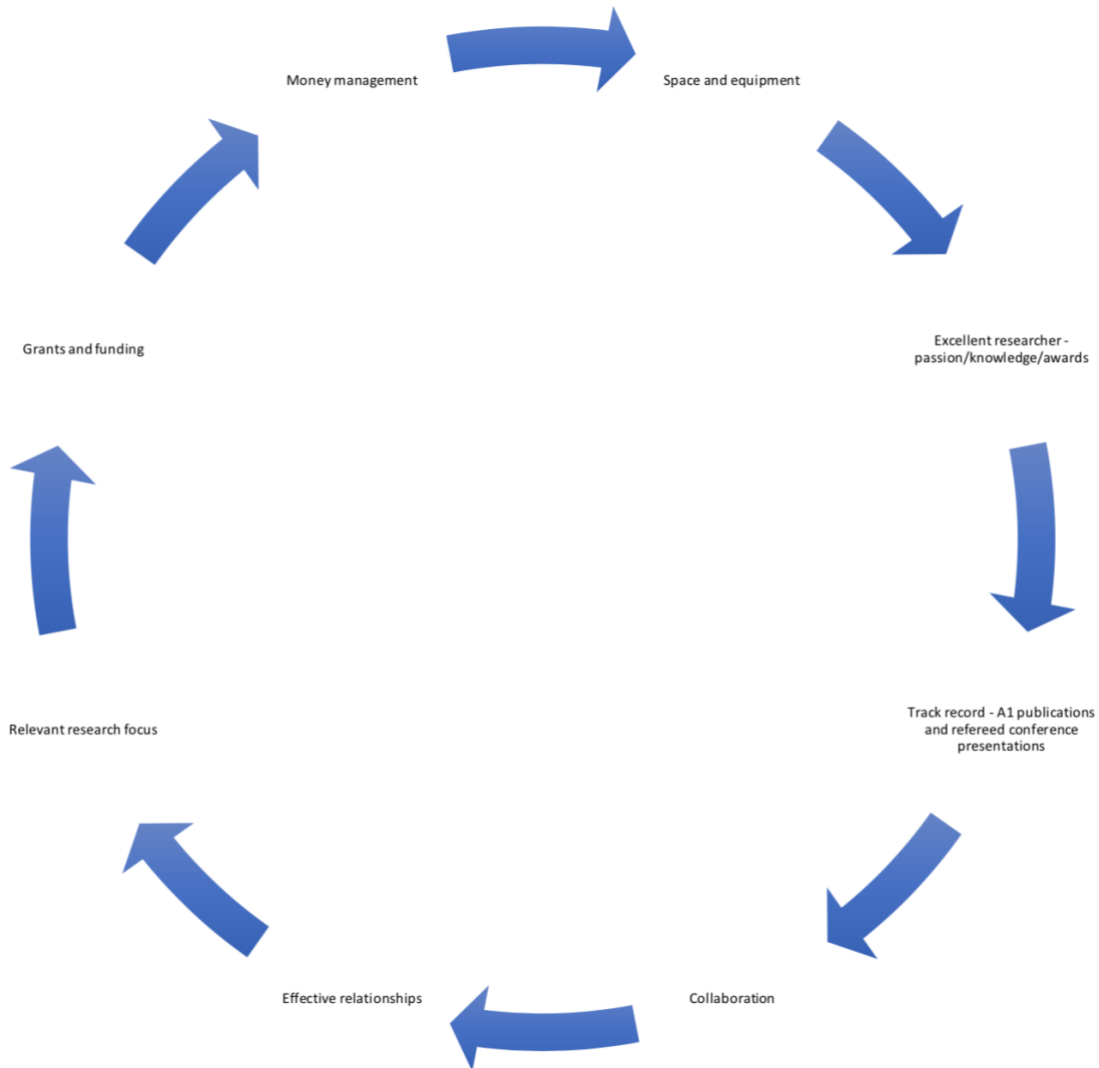 Money management
Space and equipment
Excellent researcher -
passion/knowledge/awards
Track record - A1 publications
and refereed conference
presentations
Collaboration
Effective relationships
Relevant research focus
Grants and funding